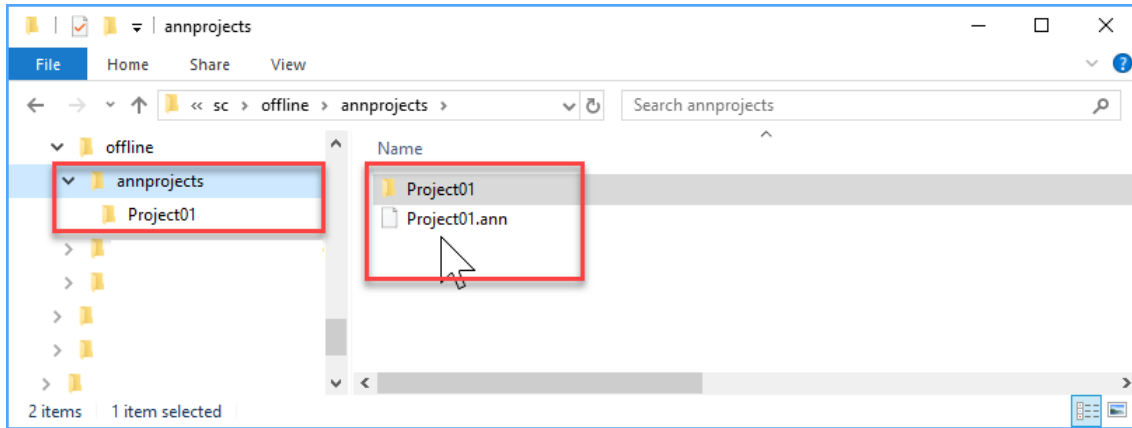 annprojects
File Home Share View
« sc > offline > annprojects > Search annprojects
offline
annprojects
Project01
Name
Project01
Project01.ann
2 items 1 item selected